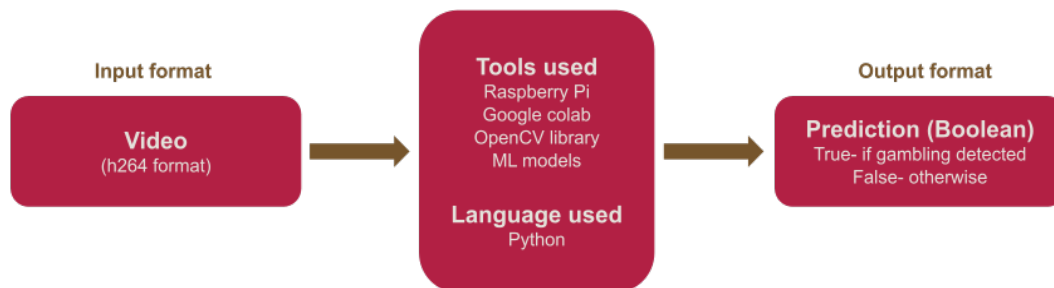 Input format
Video
(h264 format)
Tools used
Raspberry Pi
Google colab
OpenCV library
ML models
Language used
Python
Output format
Prediction (Boolean)
True- if gambling detected
False- otherwise